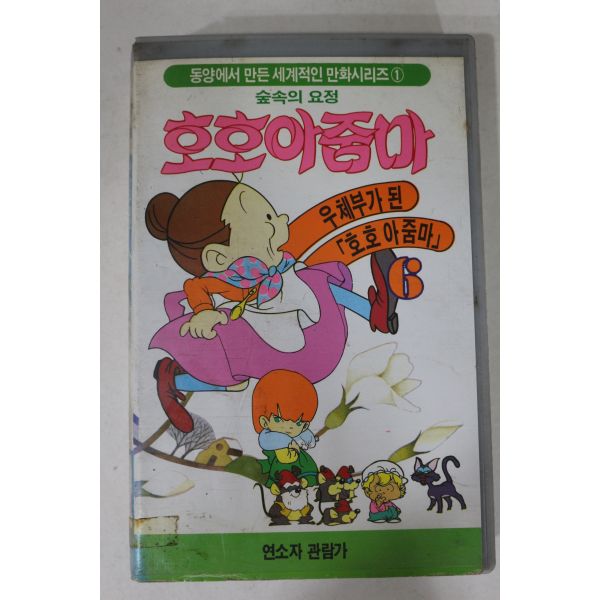 동양에서 만든 세계적인 만화시리즈①
숲속의 요정
호호아줌마
우체부가 된
「호호 아줌마」
6
연소자 관람가